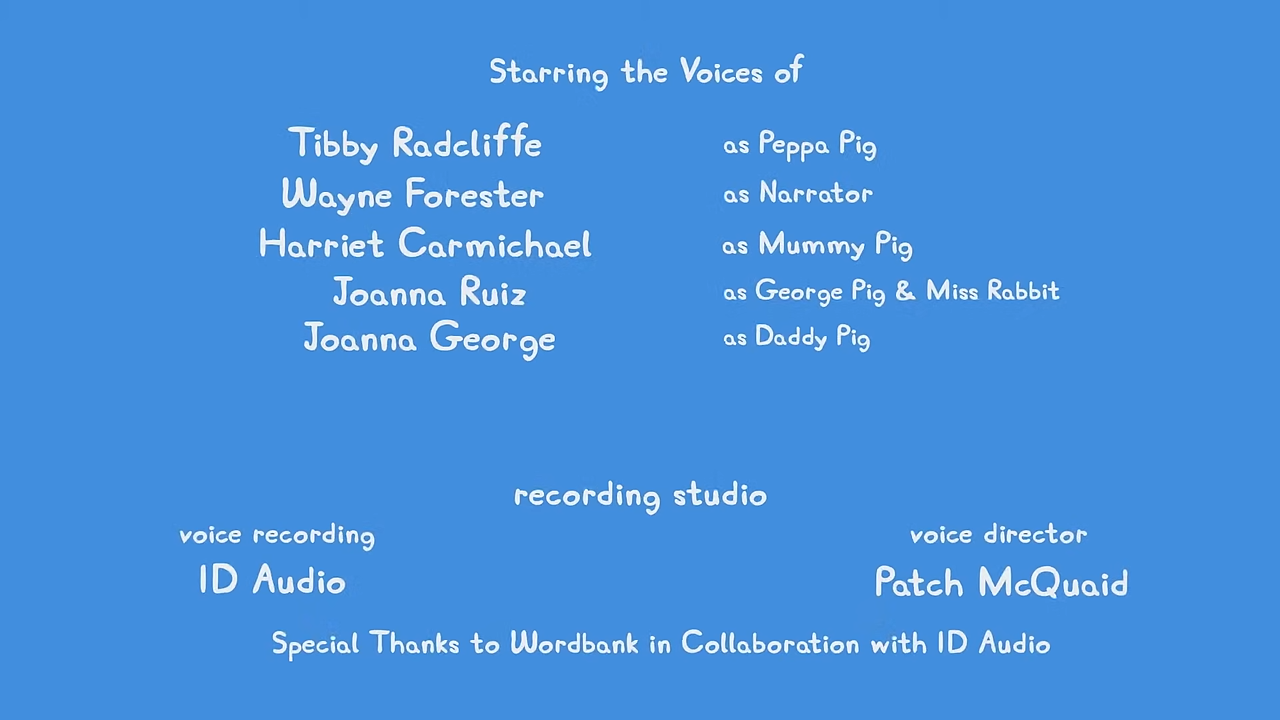 Starring the Voices of
Tibby Radcliffe as Peppa Pig
Wayne Forester as Narrator
Harriet Carmichael as Mummy Pig
Joanna Ruiz as George Pig & Miss Rabbit
Joanna George as Daddy Pig
recording studio
voice recording voice director
ID Audio Patch McQuaid
Special Thanks to Wordbank in Collaboration with ID Audio